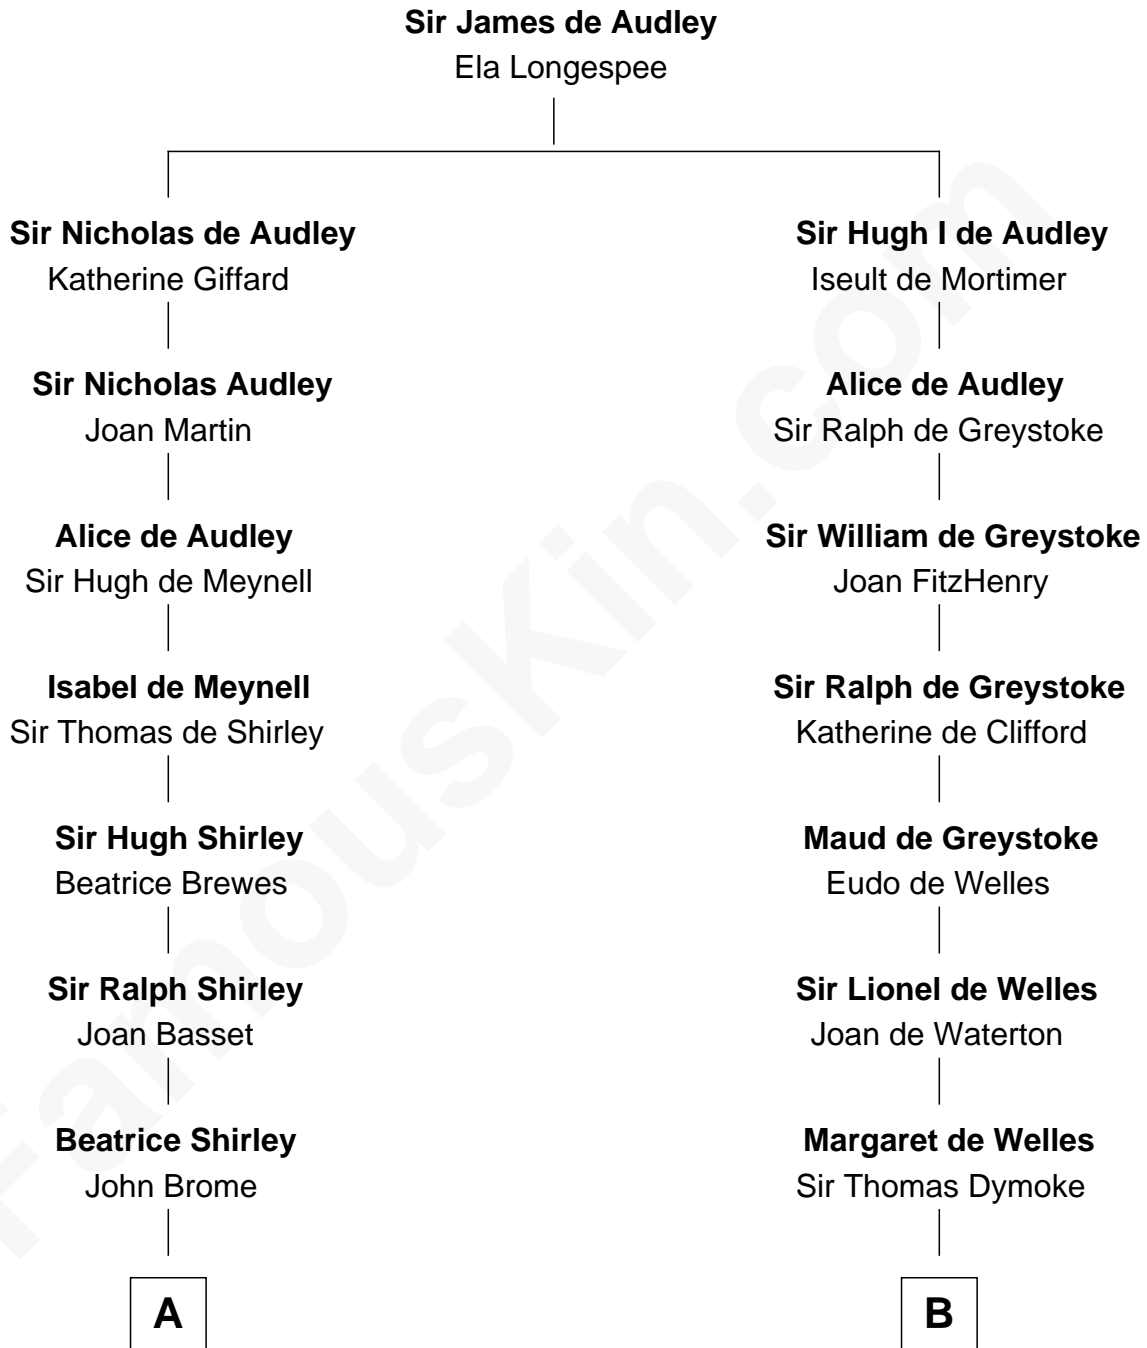 Sir James de Audley
Ela Longespee
Sir Nicholas de Audley
Katherine Giffard
Sir Nicholas Audley
Joan Martin
Alice de Audley
Sir Hugh de Meynell
Isabel de Meynell
Sir Thomas de Shirley
Sir Hugh Shirley
Beatrice Brewes
Sir Ralph Shirley
Joan Basset
Beatrice Shirley
John Brome
A
Sir Hugh I de Audley
Iseult de Mortimer
Alice de Audley
Sir Ralph de Greystoke
Sir William de Greystoke
Joan FitzHenry
Sir Ralph de Greystoke
Katherine de Clifford
Maud de Greystoke
Eudo de Welles
Sir Lionel de Welles
Joan de Waterton
Margaret de Welles
Sir Thomas Dymoke
B
FamousKin.com